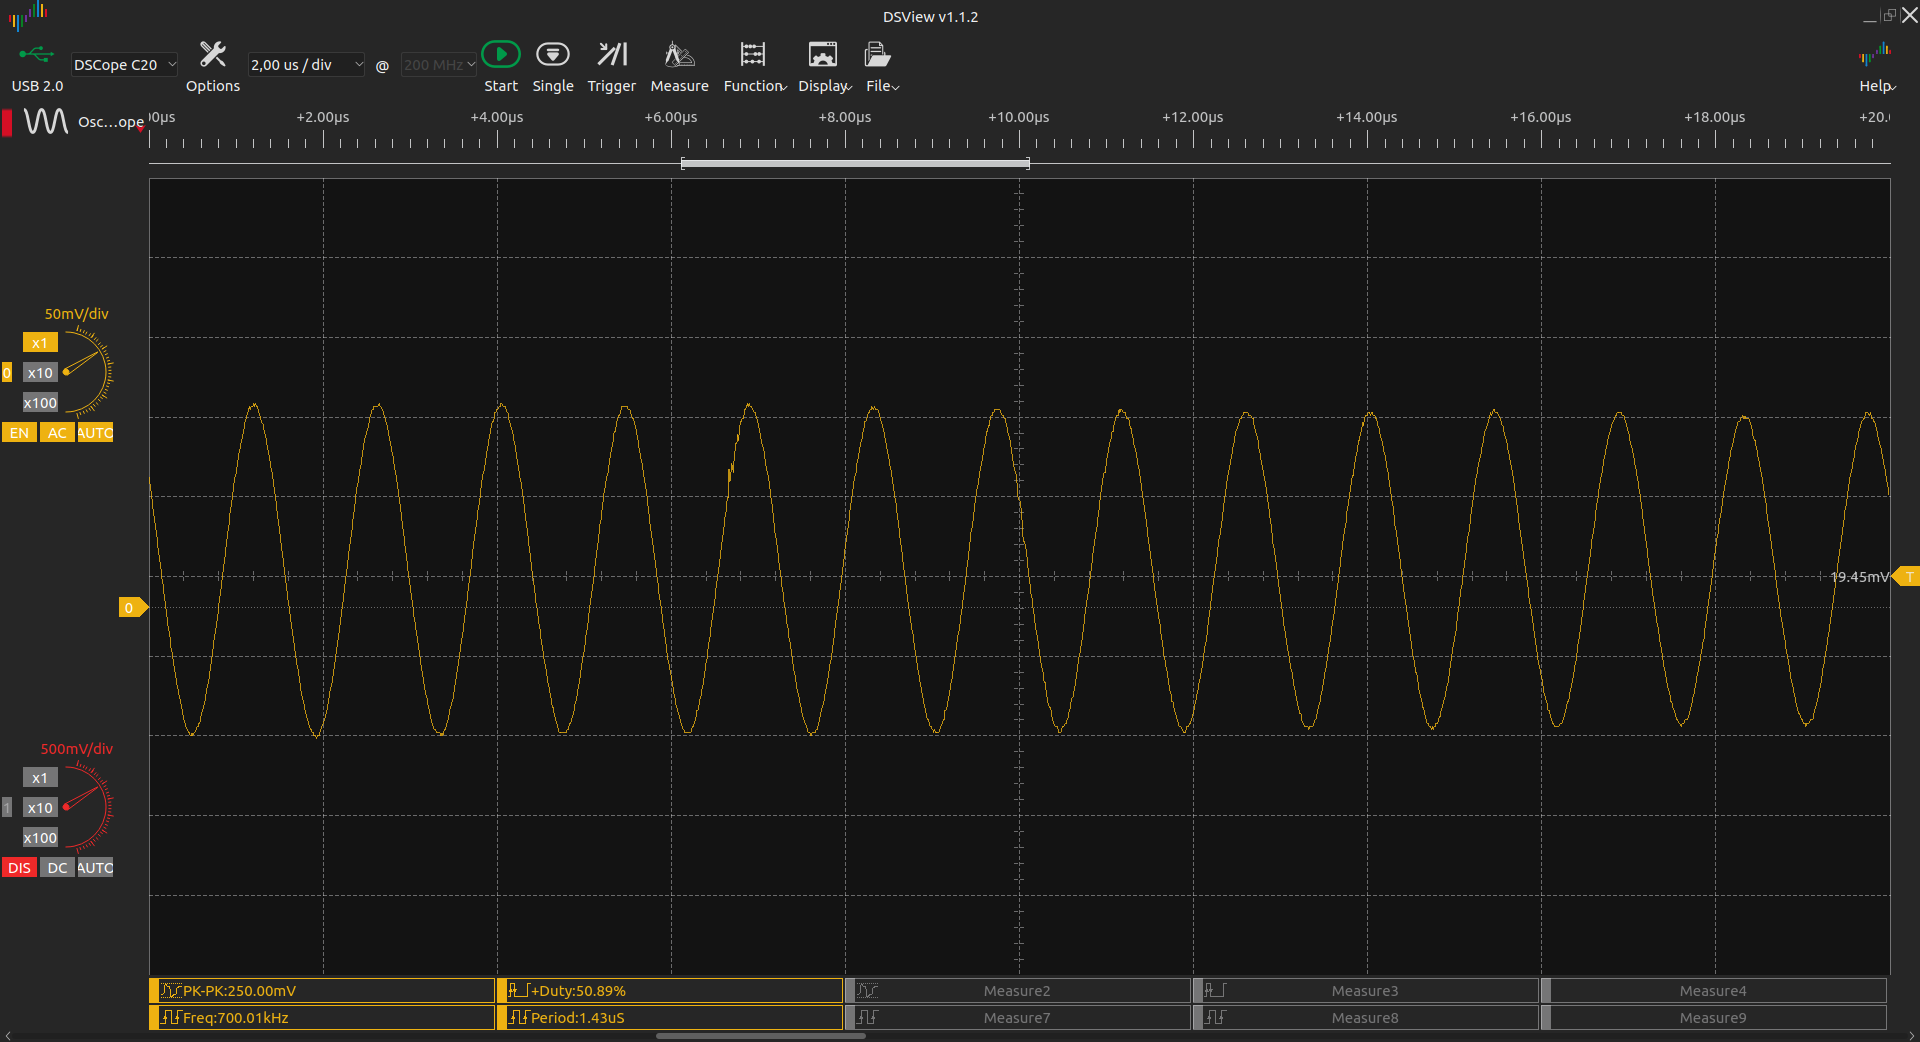 DSView v1.1.2
USB 2.0
DSCope C20
Options
2,00 us / div
@
200 MHz
Start
Single
Trigger
Measure
Function
Display
File
Help
Osc...ope
00µs +2.00µs +4.00µs +6.00µs +8.00µs +10.00µs +12.00µs +14.00µs +16.00µs +18.00µs +20.0
50mV/div
x1
0 x10
x100
EN AC AUTO
0
19.45mV T
500mV/div
x1
1 x10
x100
DIS DC AUTO
PK-PK:250.00mV +Duty:50.89% Measure2 Measure3 Measure4
Freq:700.01kHz Period:1.43uS Measure7 Measure8 Measure9